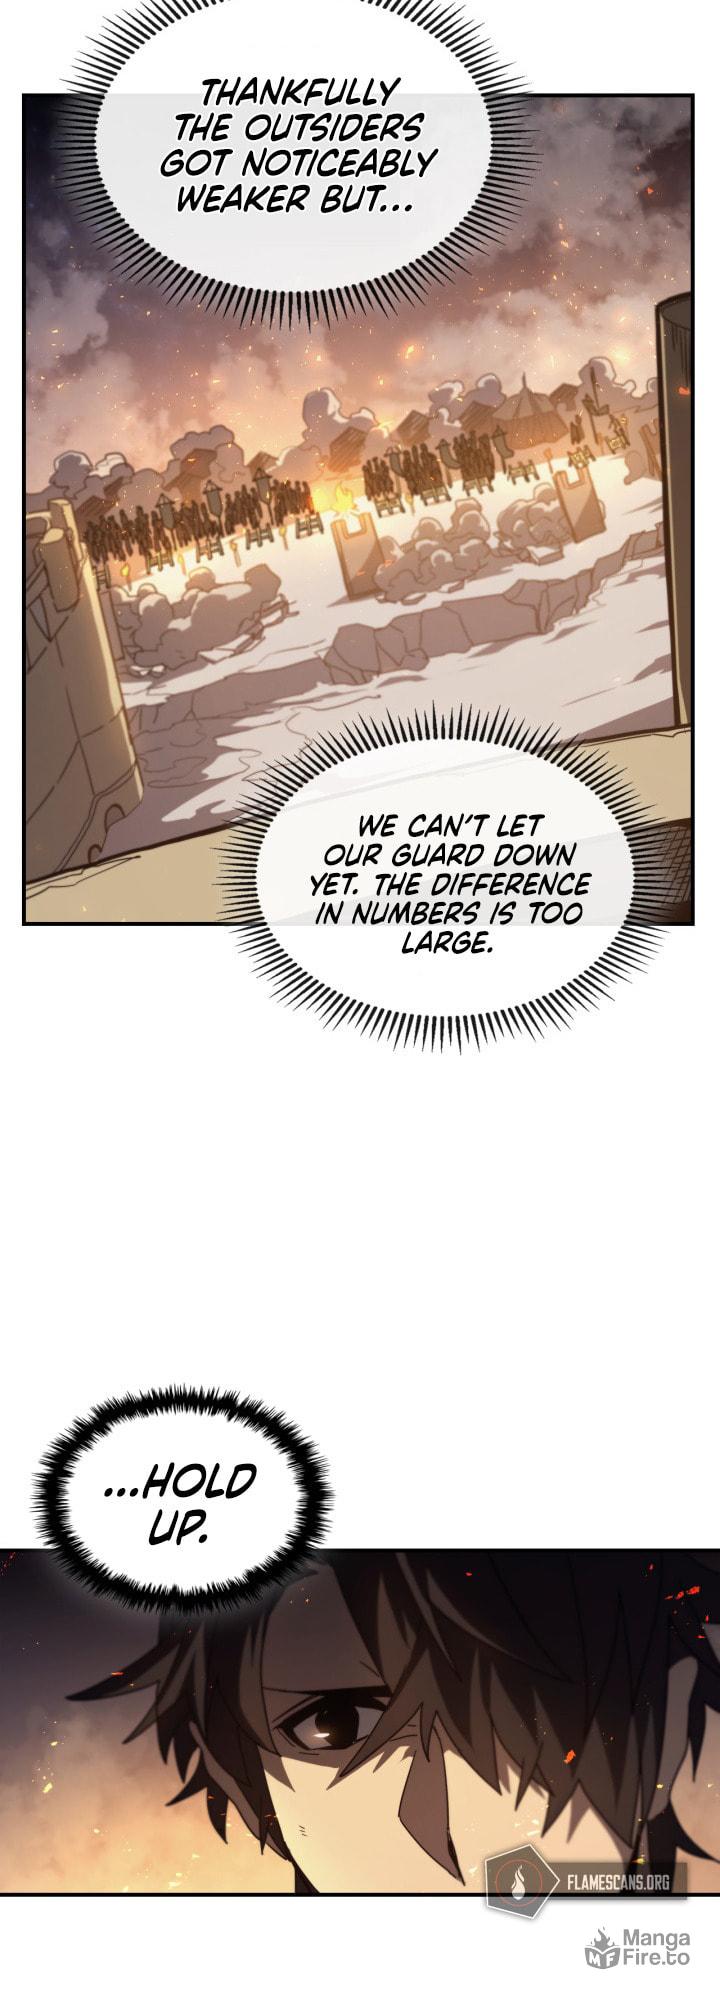 THANKFULLY
THE OUTSIDERS
GOT NOTICEABLY
WEAKER BUT...
WE CAN'T LET
OUR GUARD DOWN
YET. THE DIFFERENCE
IN NUMBERS IS TOO
LARGE.
...HOLD
UP.
FLAMESCANS.ORG
Manga
MF Fire.to